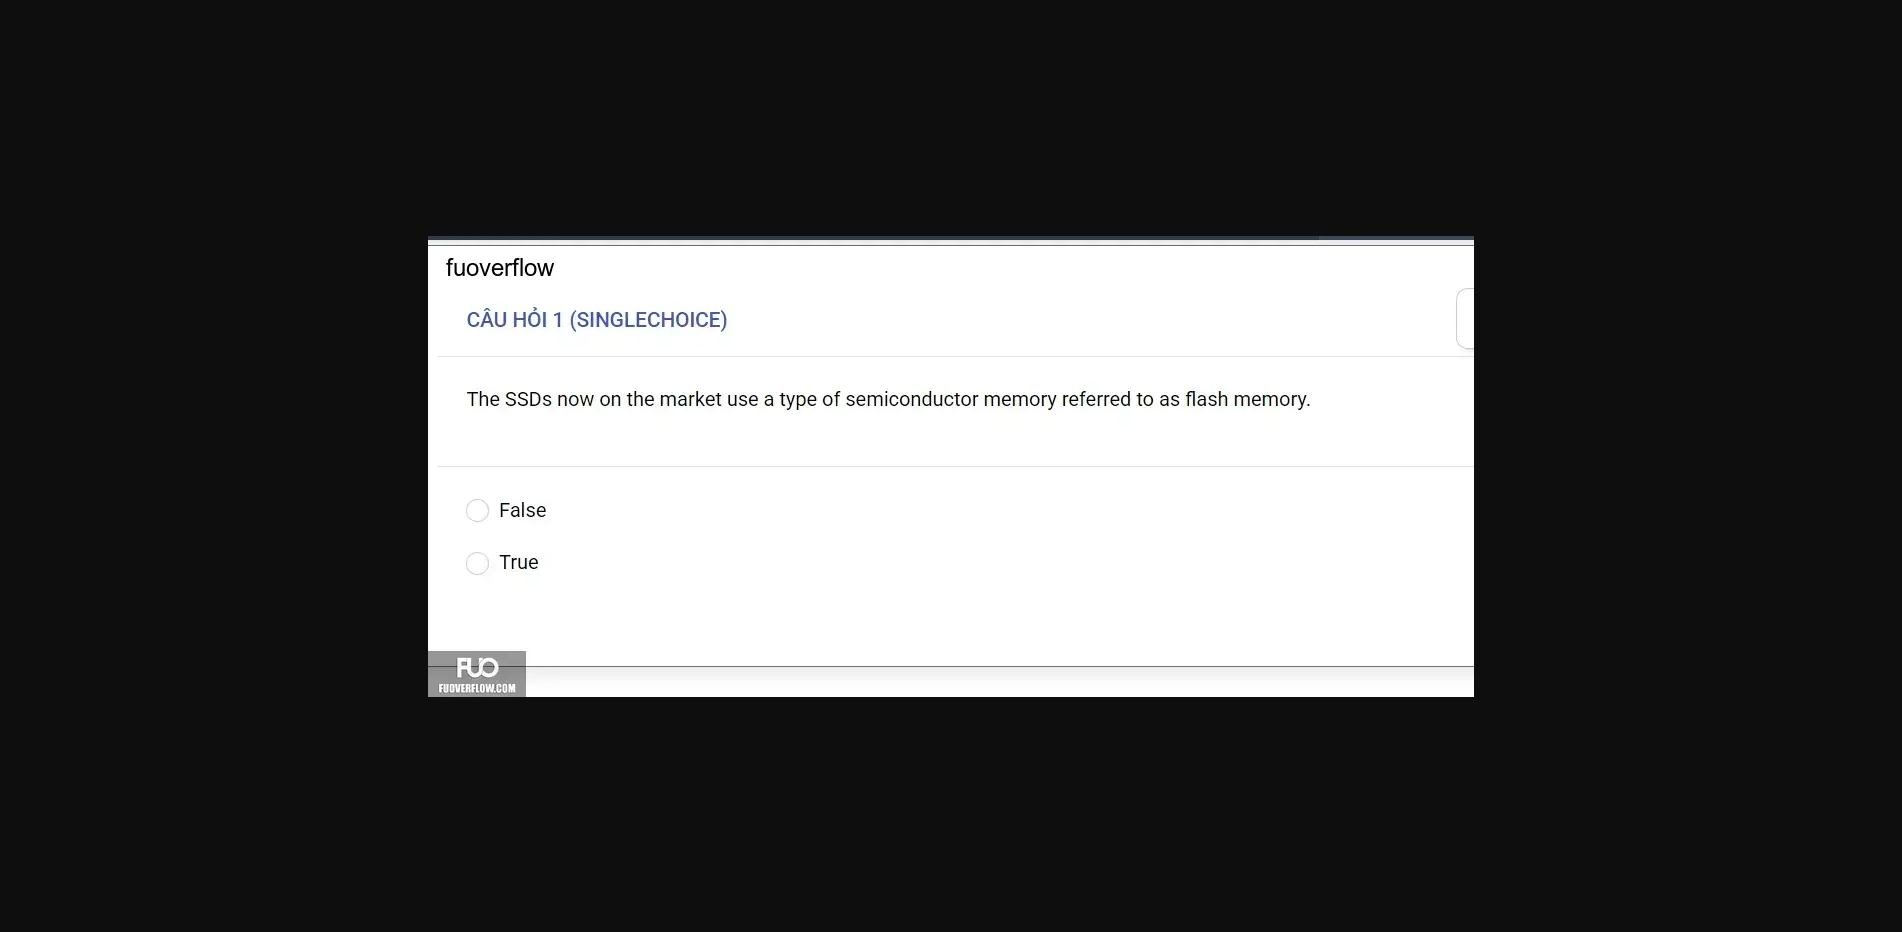 fuoverflow
CÂU HỎI 1 (SINGLECHOICE)
The SSDs now on the market use a type of semiconductor memory referred to as flash memory.
False
True
FUO
FUOVERFLOW.COM